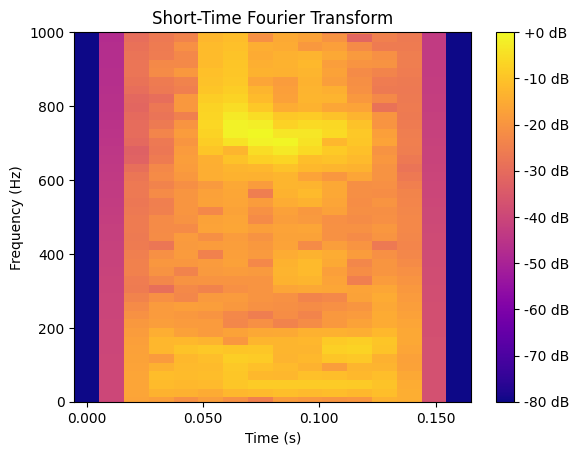 Short-Time Fourier Transform
1000
800
600
400
200
0
Frequency (Hz)
0.000
0.050
0.100
0.150
Time (s)
+0 dB
-10 dB
-20 dB
-30 dB
-40 dB
-50 dB
-60 dB
-70 dB
-80 dB